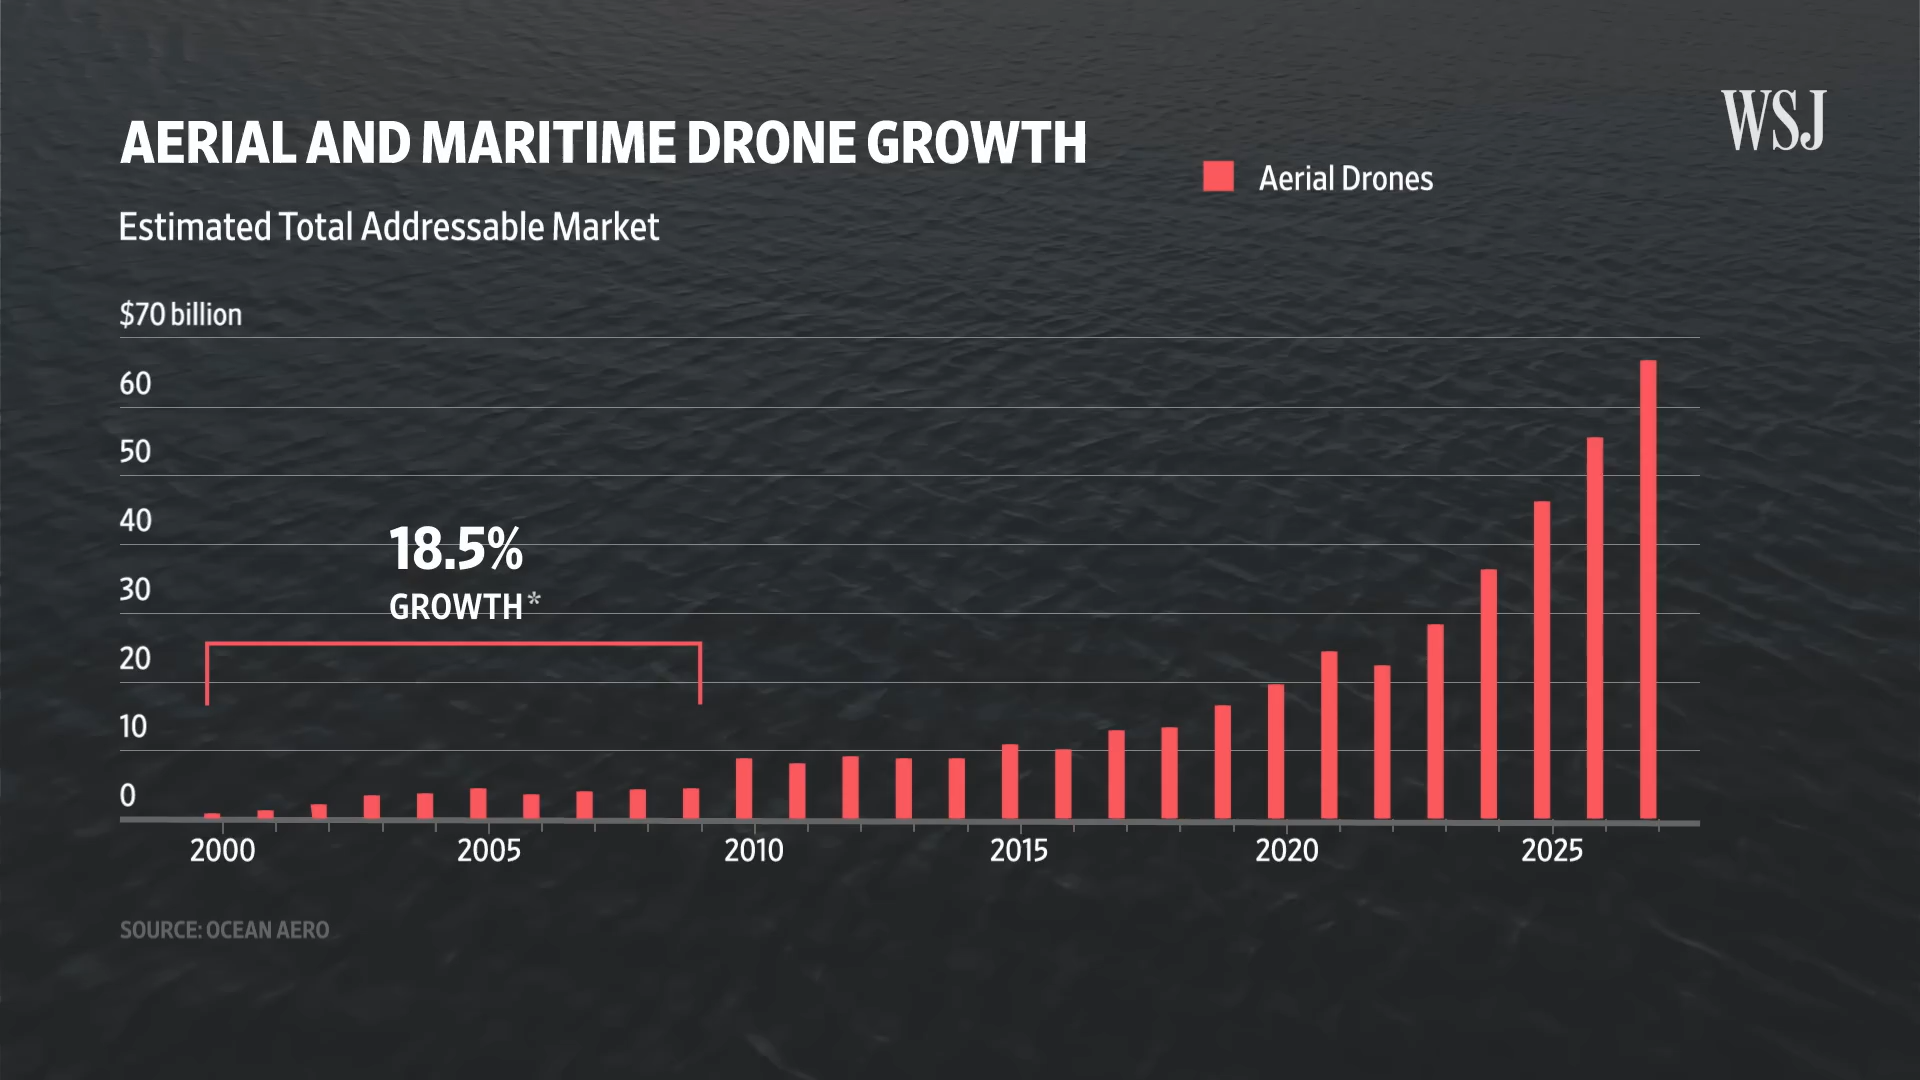 AERIAL AND MARITIME DRONE GROWTH
WSJ
Aerial Drones
Estimated Total Addressable Market
$70 billion
60
50
40
30
20
10
0
18.5%
GROWTH*
2000 2005 2010 2015 2020 2025
SOURCE: OCEAN AERO